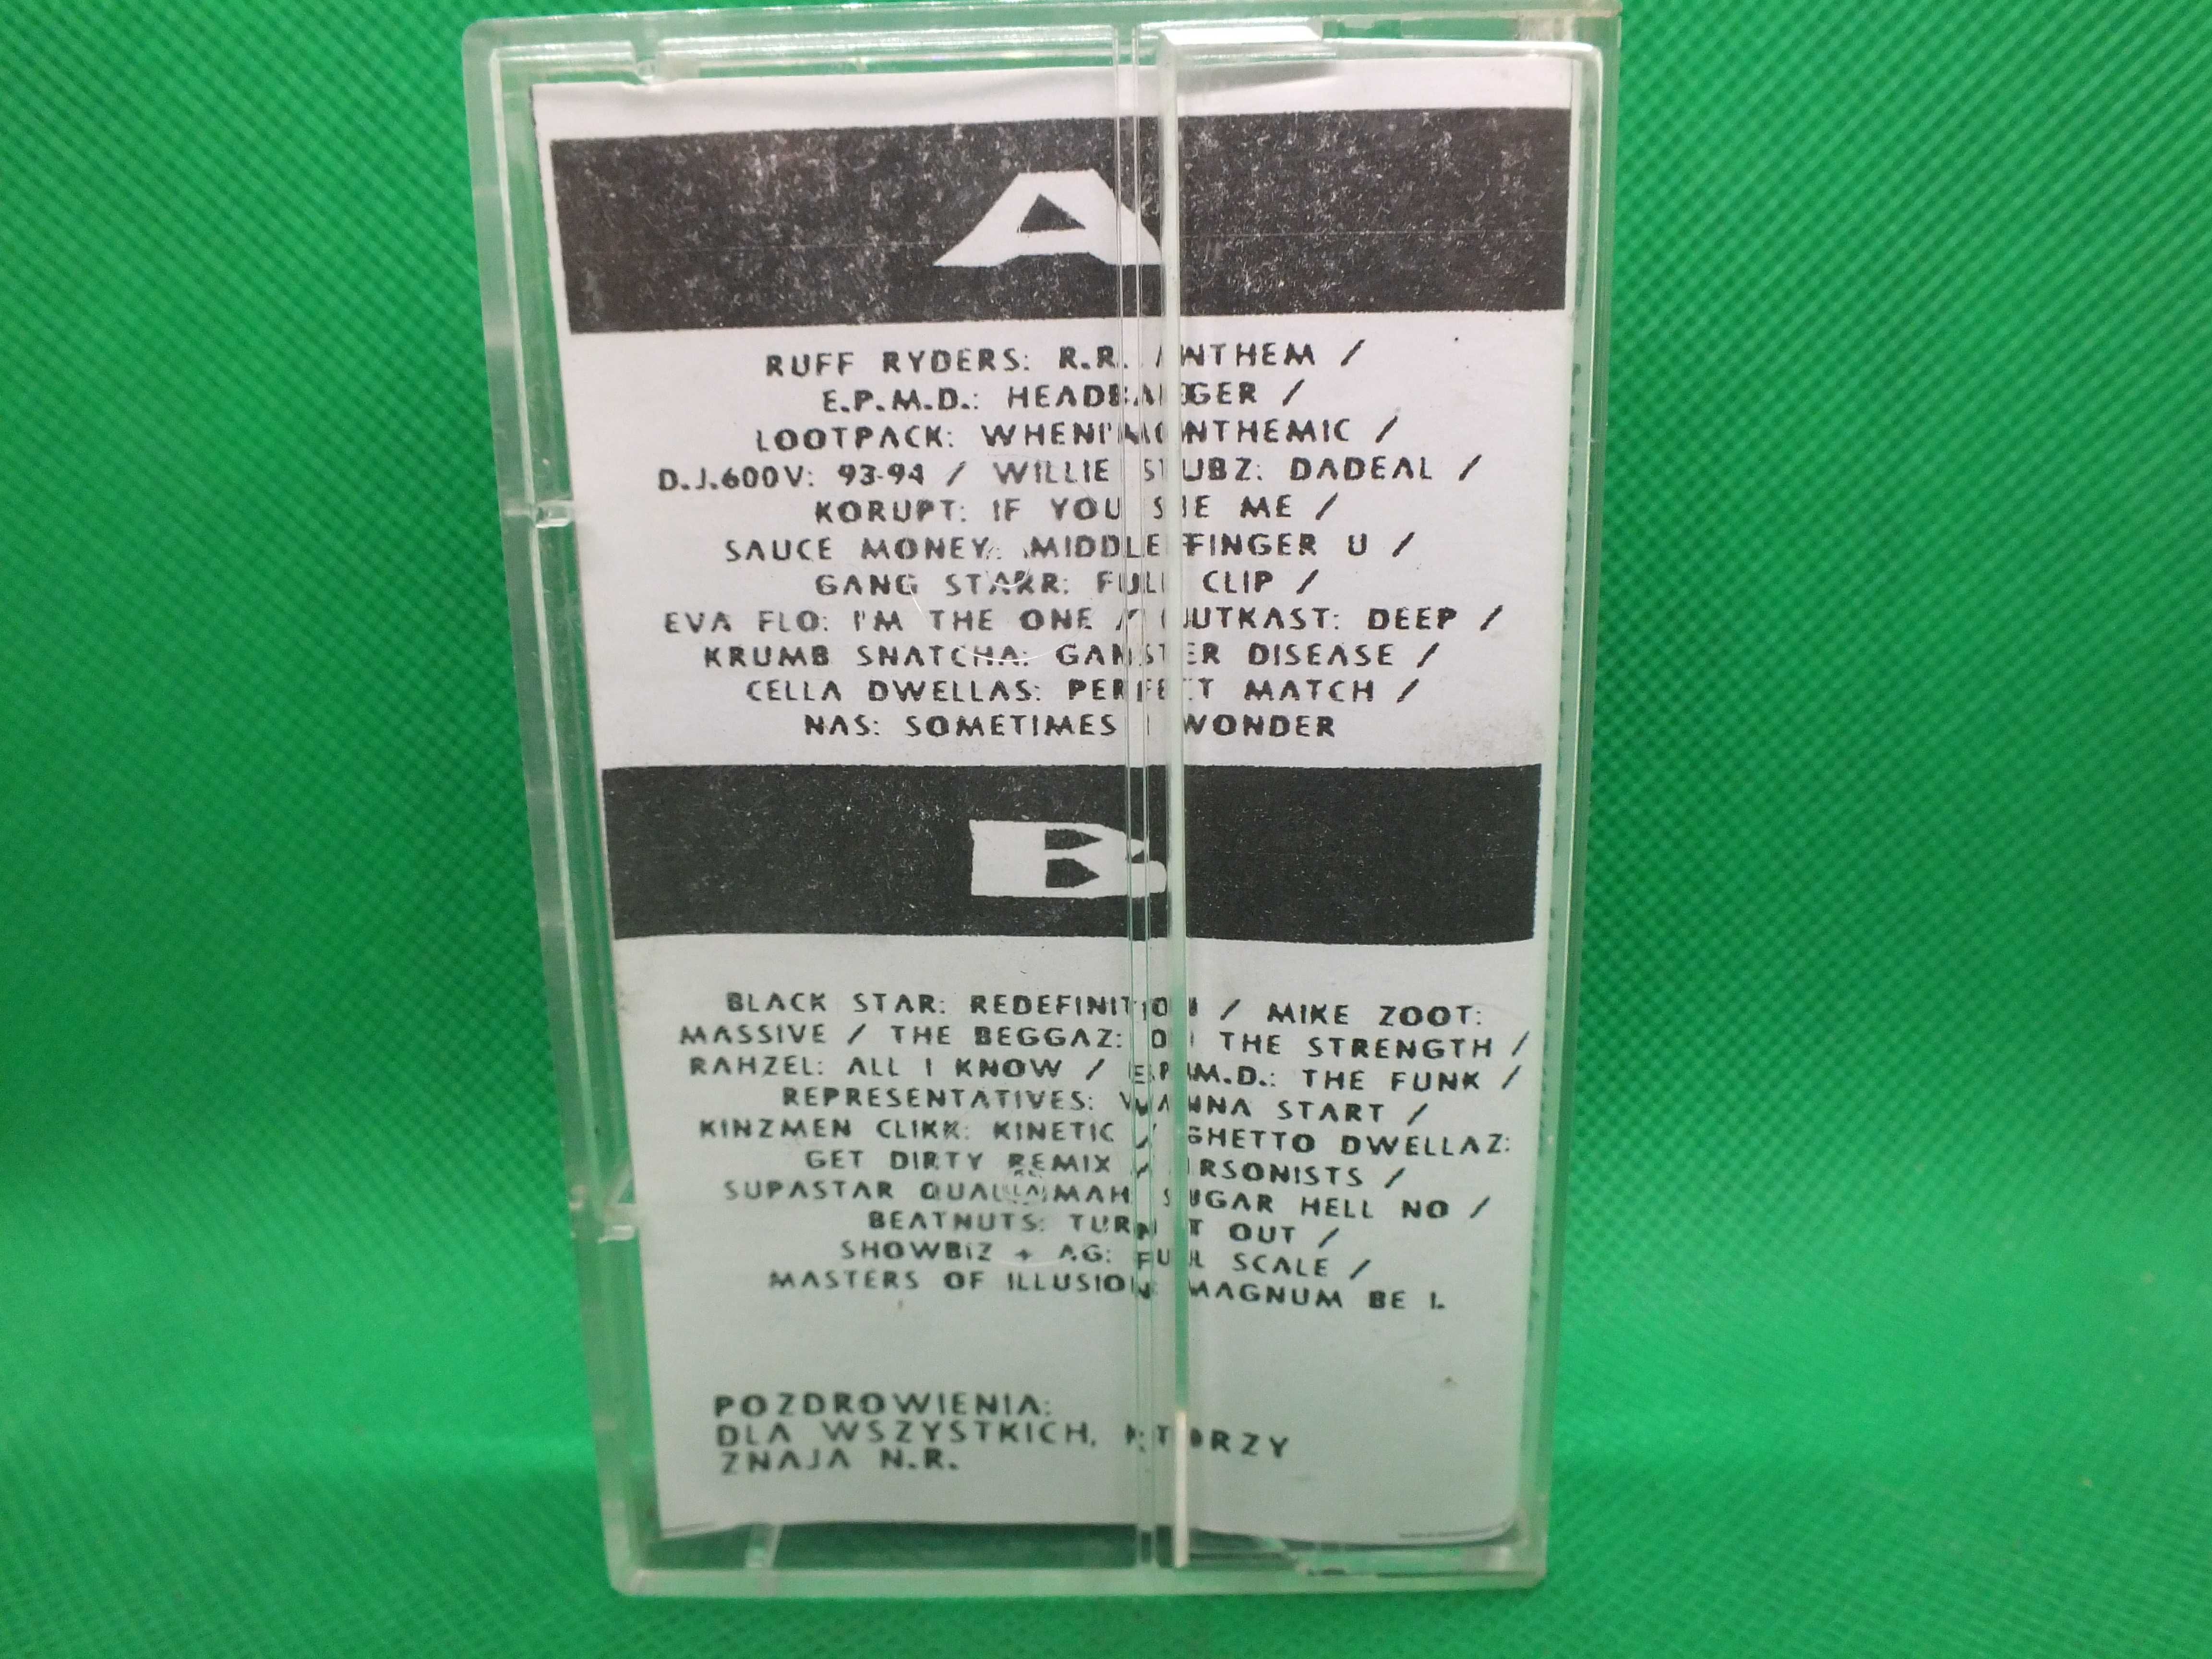 A
RUFF RYDERS: R.R. ANTHEM /
E.P.M.D.: HEADBANGER /
LOOTPACK: WHENI'MONTHEMIC /
D.J.600V: 93-94 / WILLIE STUBZ: DADEAL /
KORUPT: IF YOU SEE ME /
SAUCE MONEY: MIDDLE FINGER U /
GANG STARR: FULL CLIP /
EVA FLO: I'M THE ONE / OUTKAST: DEEP /
KRUMB SNATCHA: GANSTER DISEASE /
CELLA DWELLAS: PERFECT MATCH /
NAS: SOMETIMES I WONDER
B
BLACK STAR: REDEFINITION / MIKE ZOOT:
MASSIVE / THE BEGGAZ: ON THE STRENGTH /
RAHZEL: ALL I KNOW / E.P.M.D.: THE FUNK /
REPRESENTATIVES: WANNA START /
KINZMEN CLIKK: KINETIC / GHETTO DWELLAZ:
GET DIRTY REMIX / ARSONISTS /
SUPASTAR SUGAR HELL NO /
BEATNUTS: TURN IT OUT /
SHOWBIZ + AG: FULL SCALE /
MASTERS OF ILLUSION: MAGNUM BE I.
POZDROWIENIA:
DLA WSZYSTKICH, KTORZY
ZNAJA N.R.